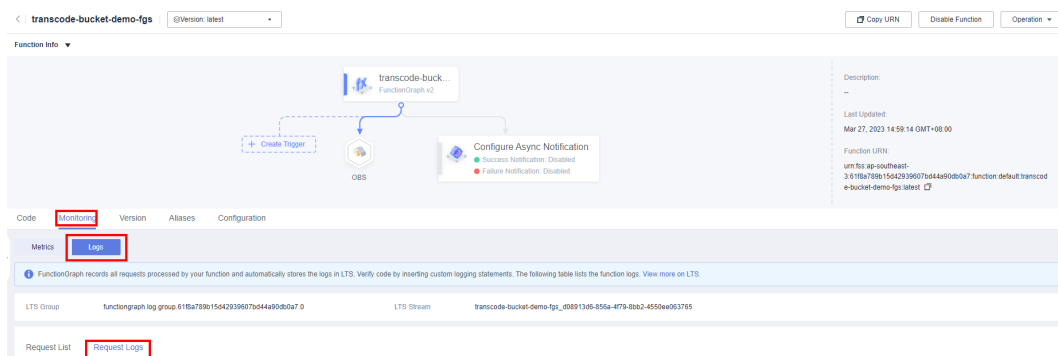 transcode-bucket-demo-fgs
Version: latest
Copy URN
Disable Function
Operation
Function Info
transcode-buck...
FunctionGraph v2
+ Create Trigger
OBS
Configure Async Notification
Success Notification: Disabled
Failure Notification: Disabled
Description:
--
Last Updated:
Mar 27, 2023 14:59:14 GMT+08:00
Function URN:
urn:fss:ap-southeast-
3:61f8a789b15d42939607bd44a90db0a7:function:default:transcod
e-bucket-demo-fgs:latest
Code Monitoring Version Aliases Configuration
Metrics Logs
FunctionGraph records all requests processed by your function and automatically stores the logs in LTS. Verify code by inserting custom logging statements. The following table lists the function logs. View more on LTS.
LTS Group functiongraph.log.group.61f8a789b15d42939607bd44a90db0a7.0 LTS Stream transcode-bucket-demo-fgs_d08913d6-856a-4f79-8bb2-4550ee063765
Request List Request Logs